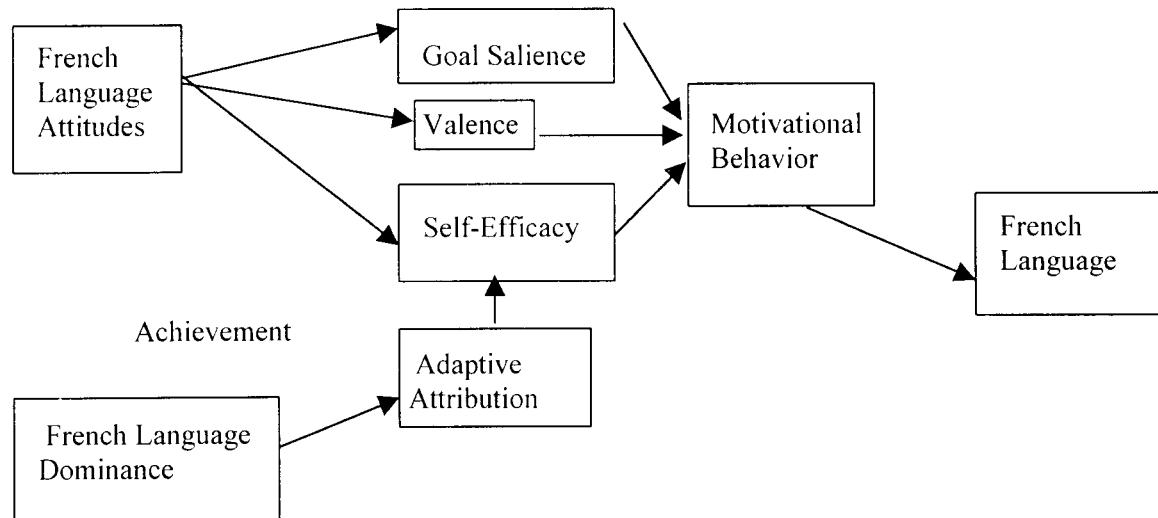 French
Language
Attitudes
Goal Salience
Valence
Self-Efficacy
Motivational
Behavior
French
Language
Achievement
Adaptive
Attribution
French Language
Dominance